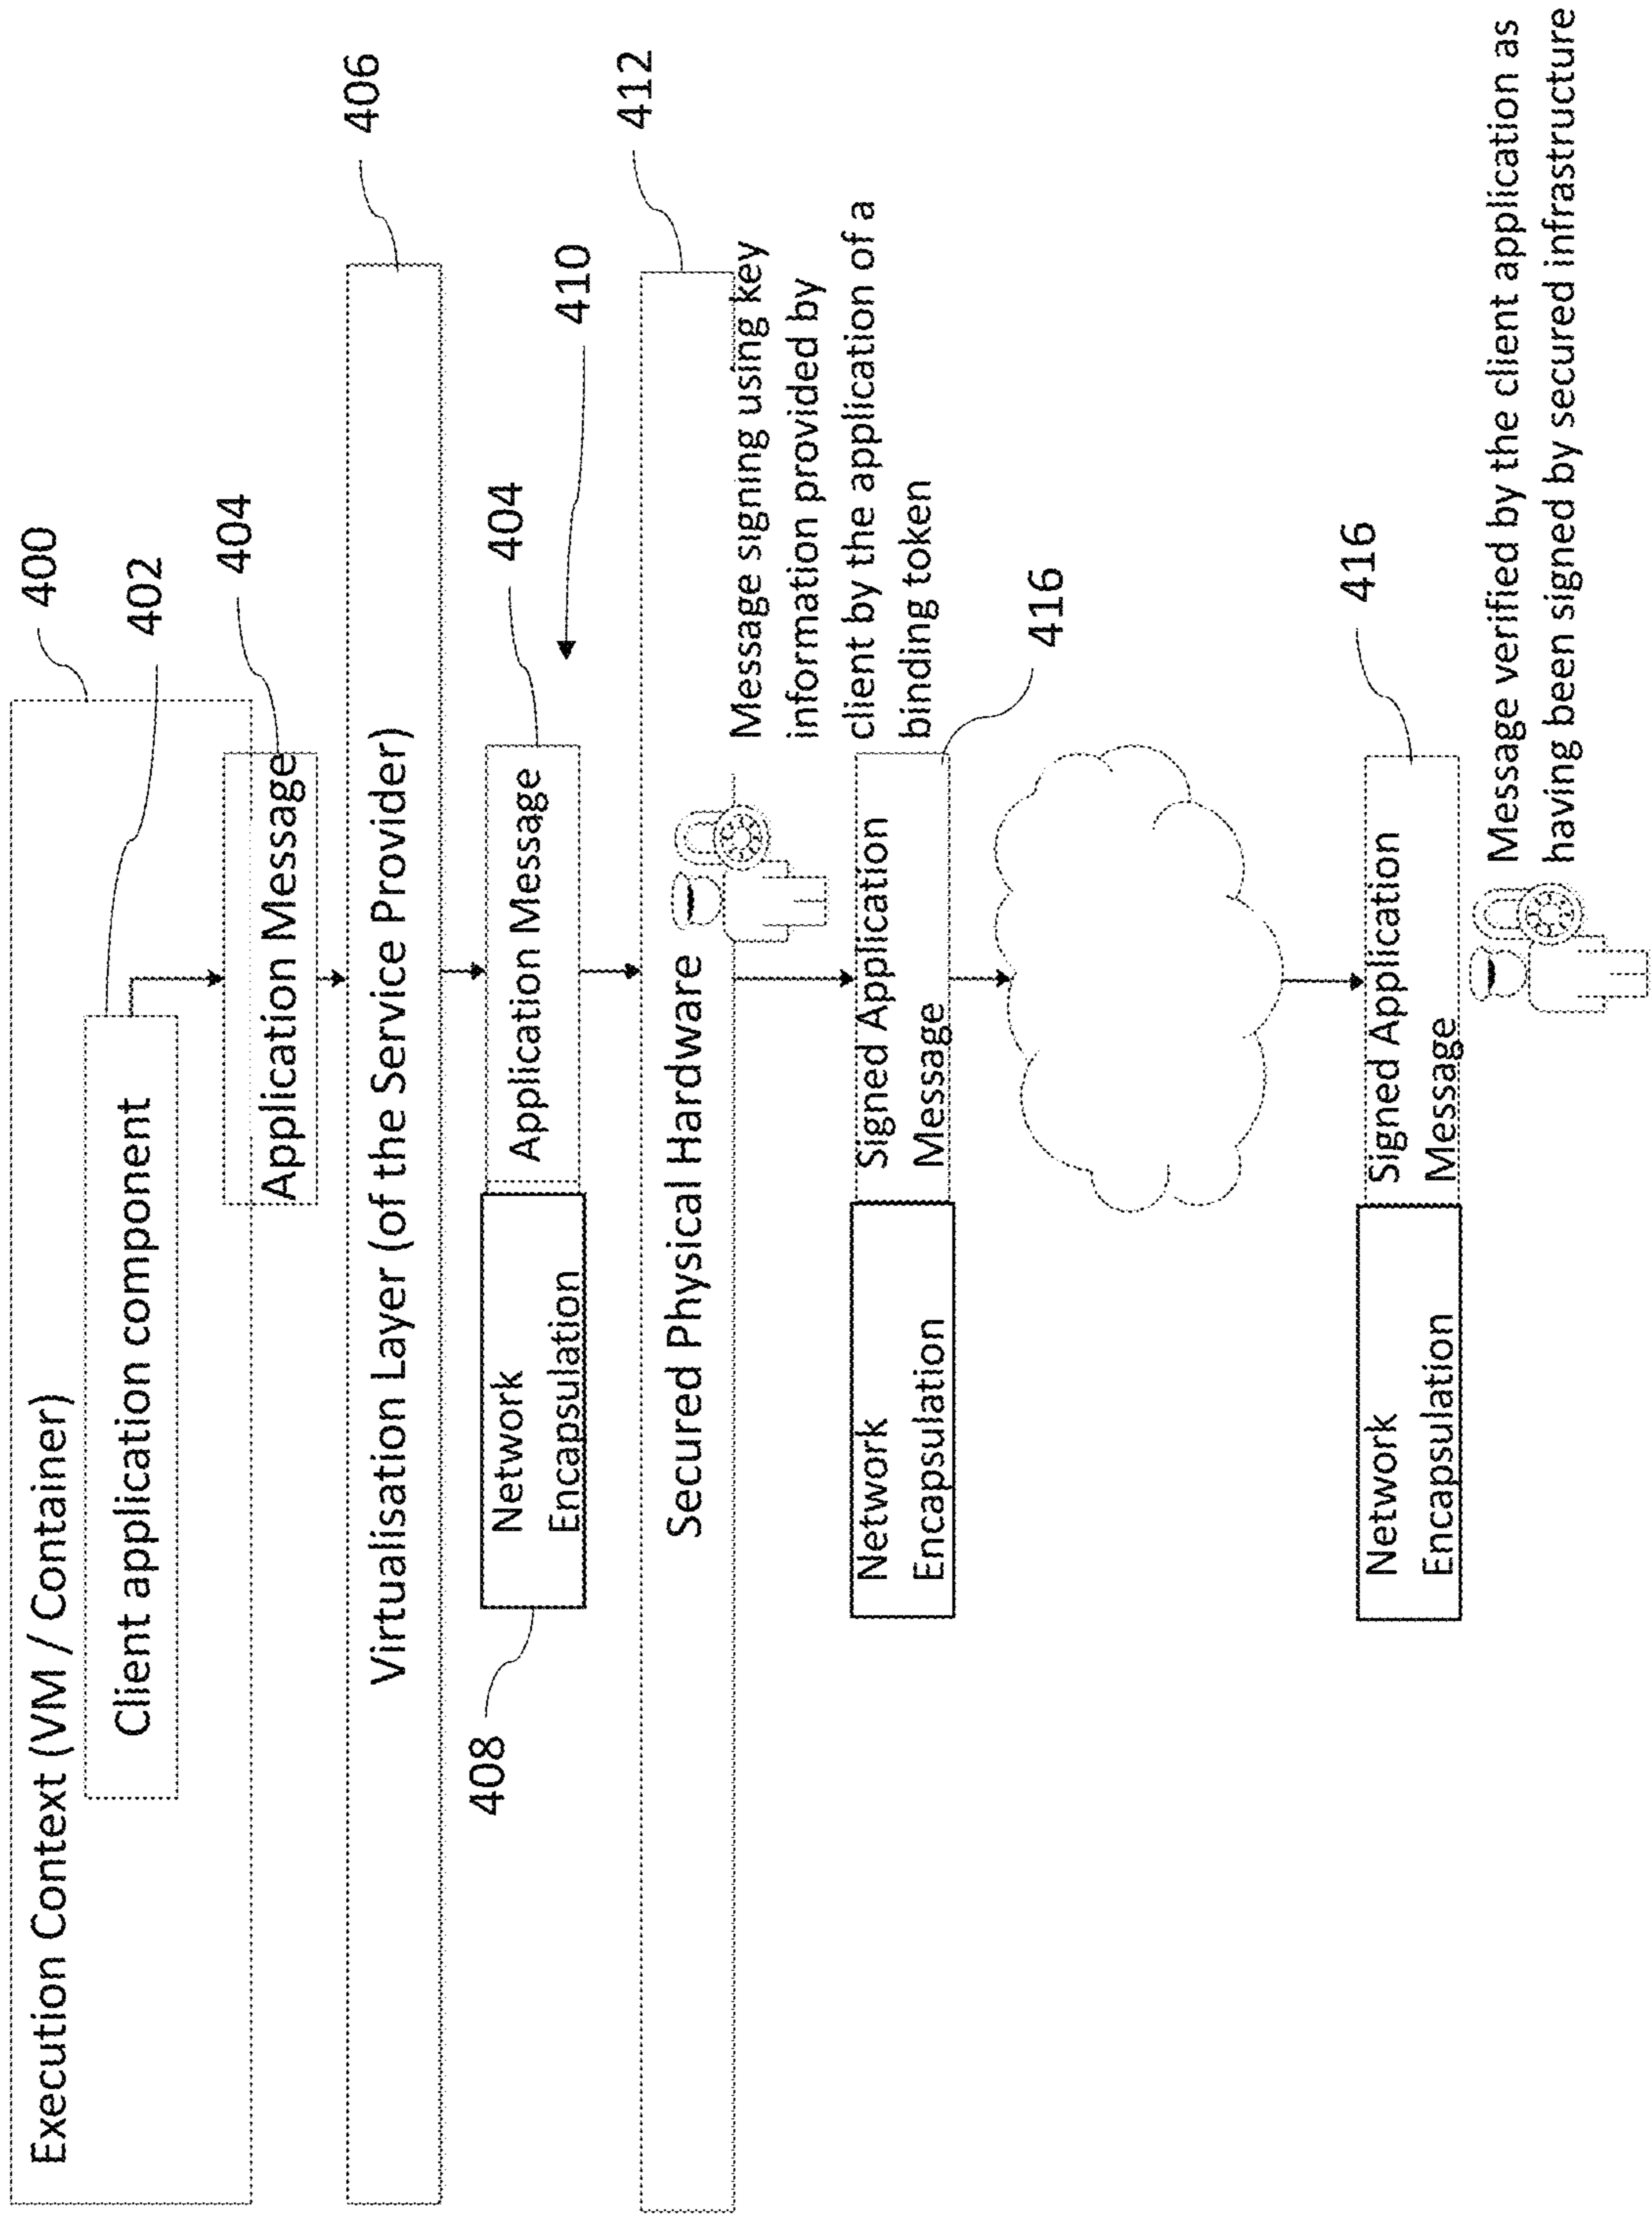 400
Execution Context (VM / Container)
402
Client application component
404
Application Message
406
Virtualisation Layer (of the Service Provider)
404
Application Message
Network
Encapsulation
408
410
412
Secured Physical Hardware
Message signing using key
information provided by
client by the application of a
binding token
Signed Application
Message
Network
Encapsulation
416
416
Signed Application
Message
Network
Encapsulation
Message verified by the client application as
having been signed by secured infrastructure